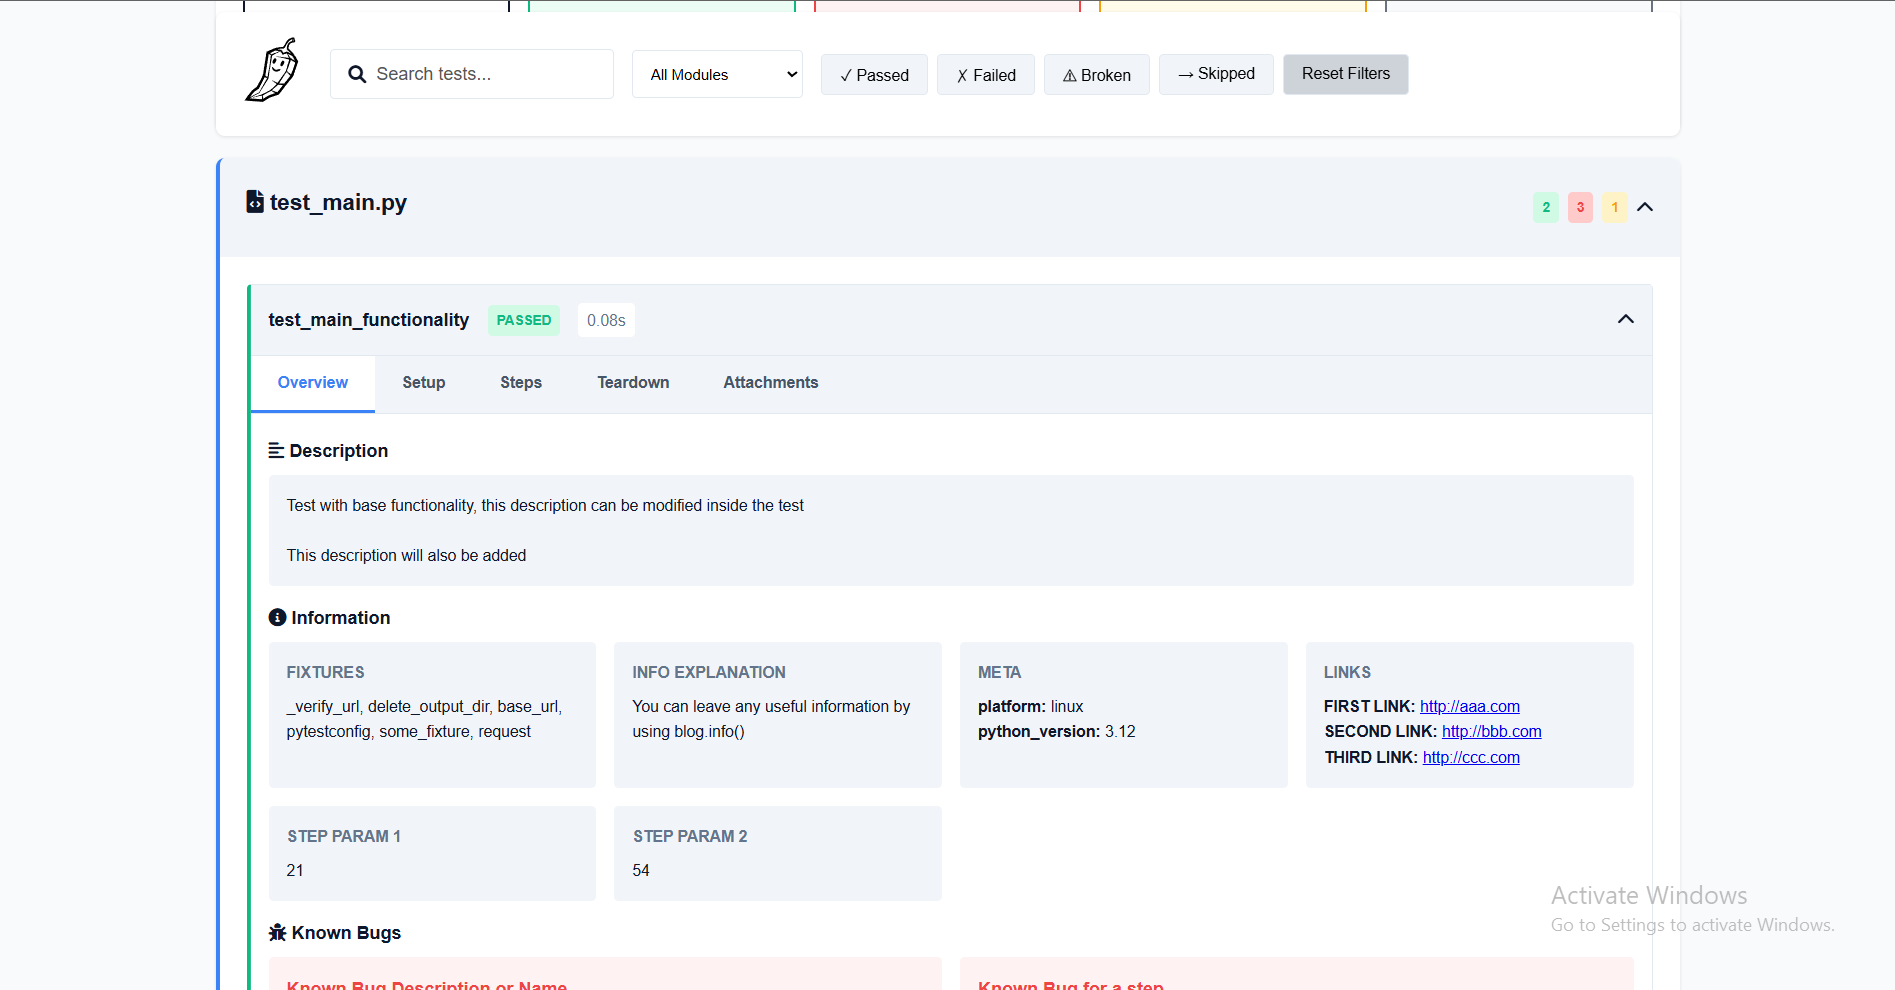 Search tests...
All Modules
✓ Passed
✗ Failed
⚠ Broken
→ Skipped
Reset Filters
test_main.py
2
3
1
test_main_functionality
PASSED
0.08s
Overview
Setup
Steps
Teardown
Attachments
Description
Test with base functionality, this description can be modified inside the test
This description will also be added
Information
FIXTURES
_verify_url, delete_output_dir, base_url,
pytestconfig, some_fixture, request
INFO EXPLANATION
You can leave any useful information by
using blog.info()
META
platform: linux
python_version: 3.12
LINKS
FIRST LINK: http://aaa.com
SECOND LINK: http://bbb.com
THIRD LINK: http://ccc.com
STEP PARAM 1
21
STEP PARAM 2
54
Known Bugs
Known Bug Description or Name
Known Bug for a step
Activate Windows
Go to Settings to activate Windows.